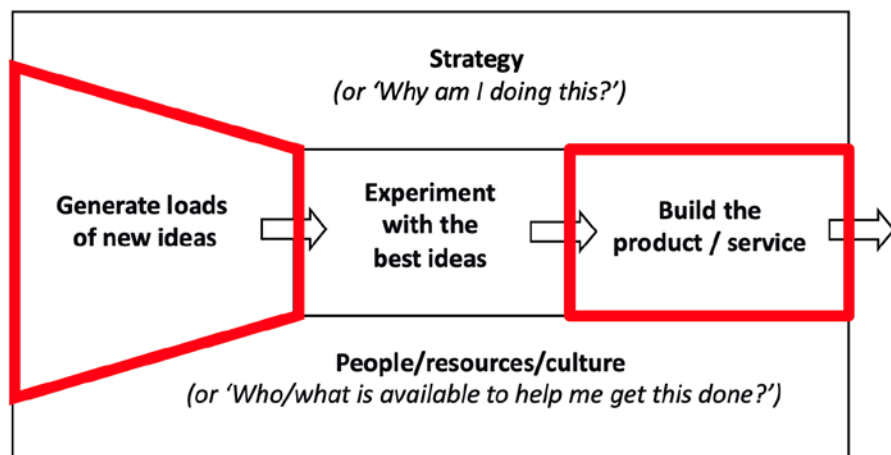 Strategy
(or ‘Why am I doing this?’)
Generate loads
of new ideas
Experiment
with the
best ideas
Build the
product / service
People/resources/culture
(or ‘Who/what is available to help me get this done?’)